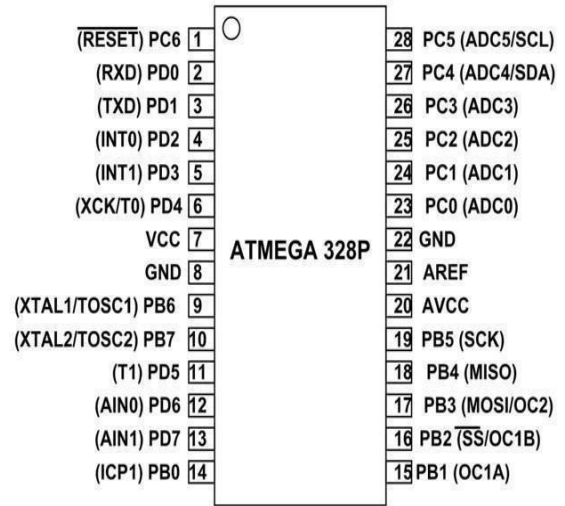 (RESET) PC6 1
(RXD) PD0 2
(TXD) PD1 3
(INT0) PD2 4
(INT1) PD3 5
(XCK/T0) PD4 6
VCC 7
GND 8
(XTAL1/TOSC1) PB6 9
(XTAL2/TOSC2) PB7 10
(T1) PD5 11
(AIN0) PD6 12
(AIN1) PD7 13
(ICP1) PB0 14
ATMEGA 328P
28 PC5 (ADC5/SCL)
27 PC4 (ADC4/SDA)
26 PC3 (ADC3)
25 PC2 (ADC2)
24 PC1 (ADC1)
23 PC0 (ADC0)
22 GND
21 AREF
20 AVCC
19 PB5 (SCK)
18 PB4 (MISO)
17 PB3 (MOSI/OC2)
16 PB2 (SS/OC1B)
15 PB1 (OC1A)